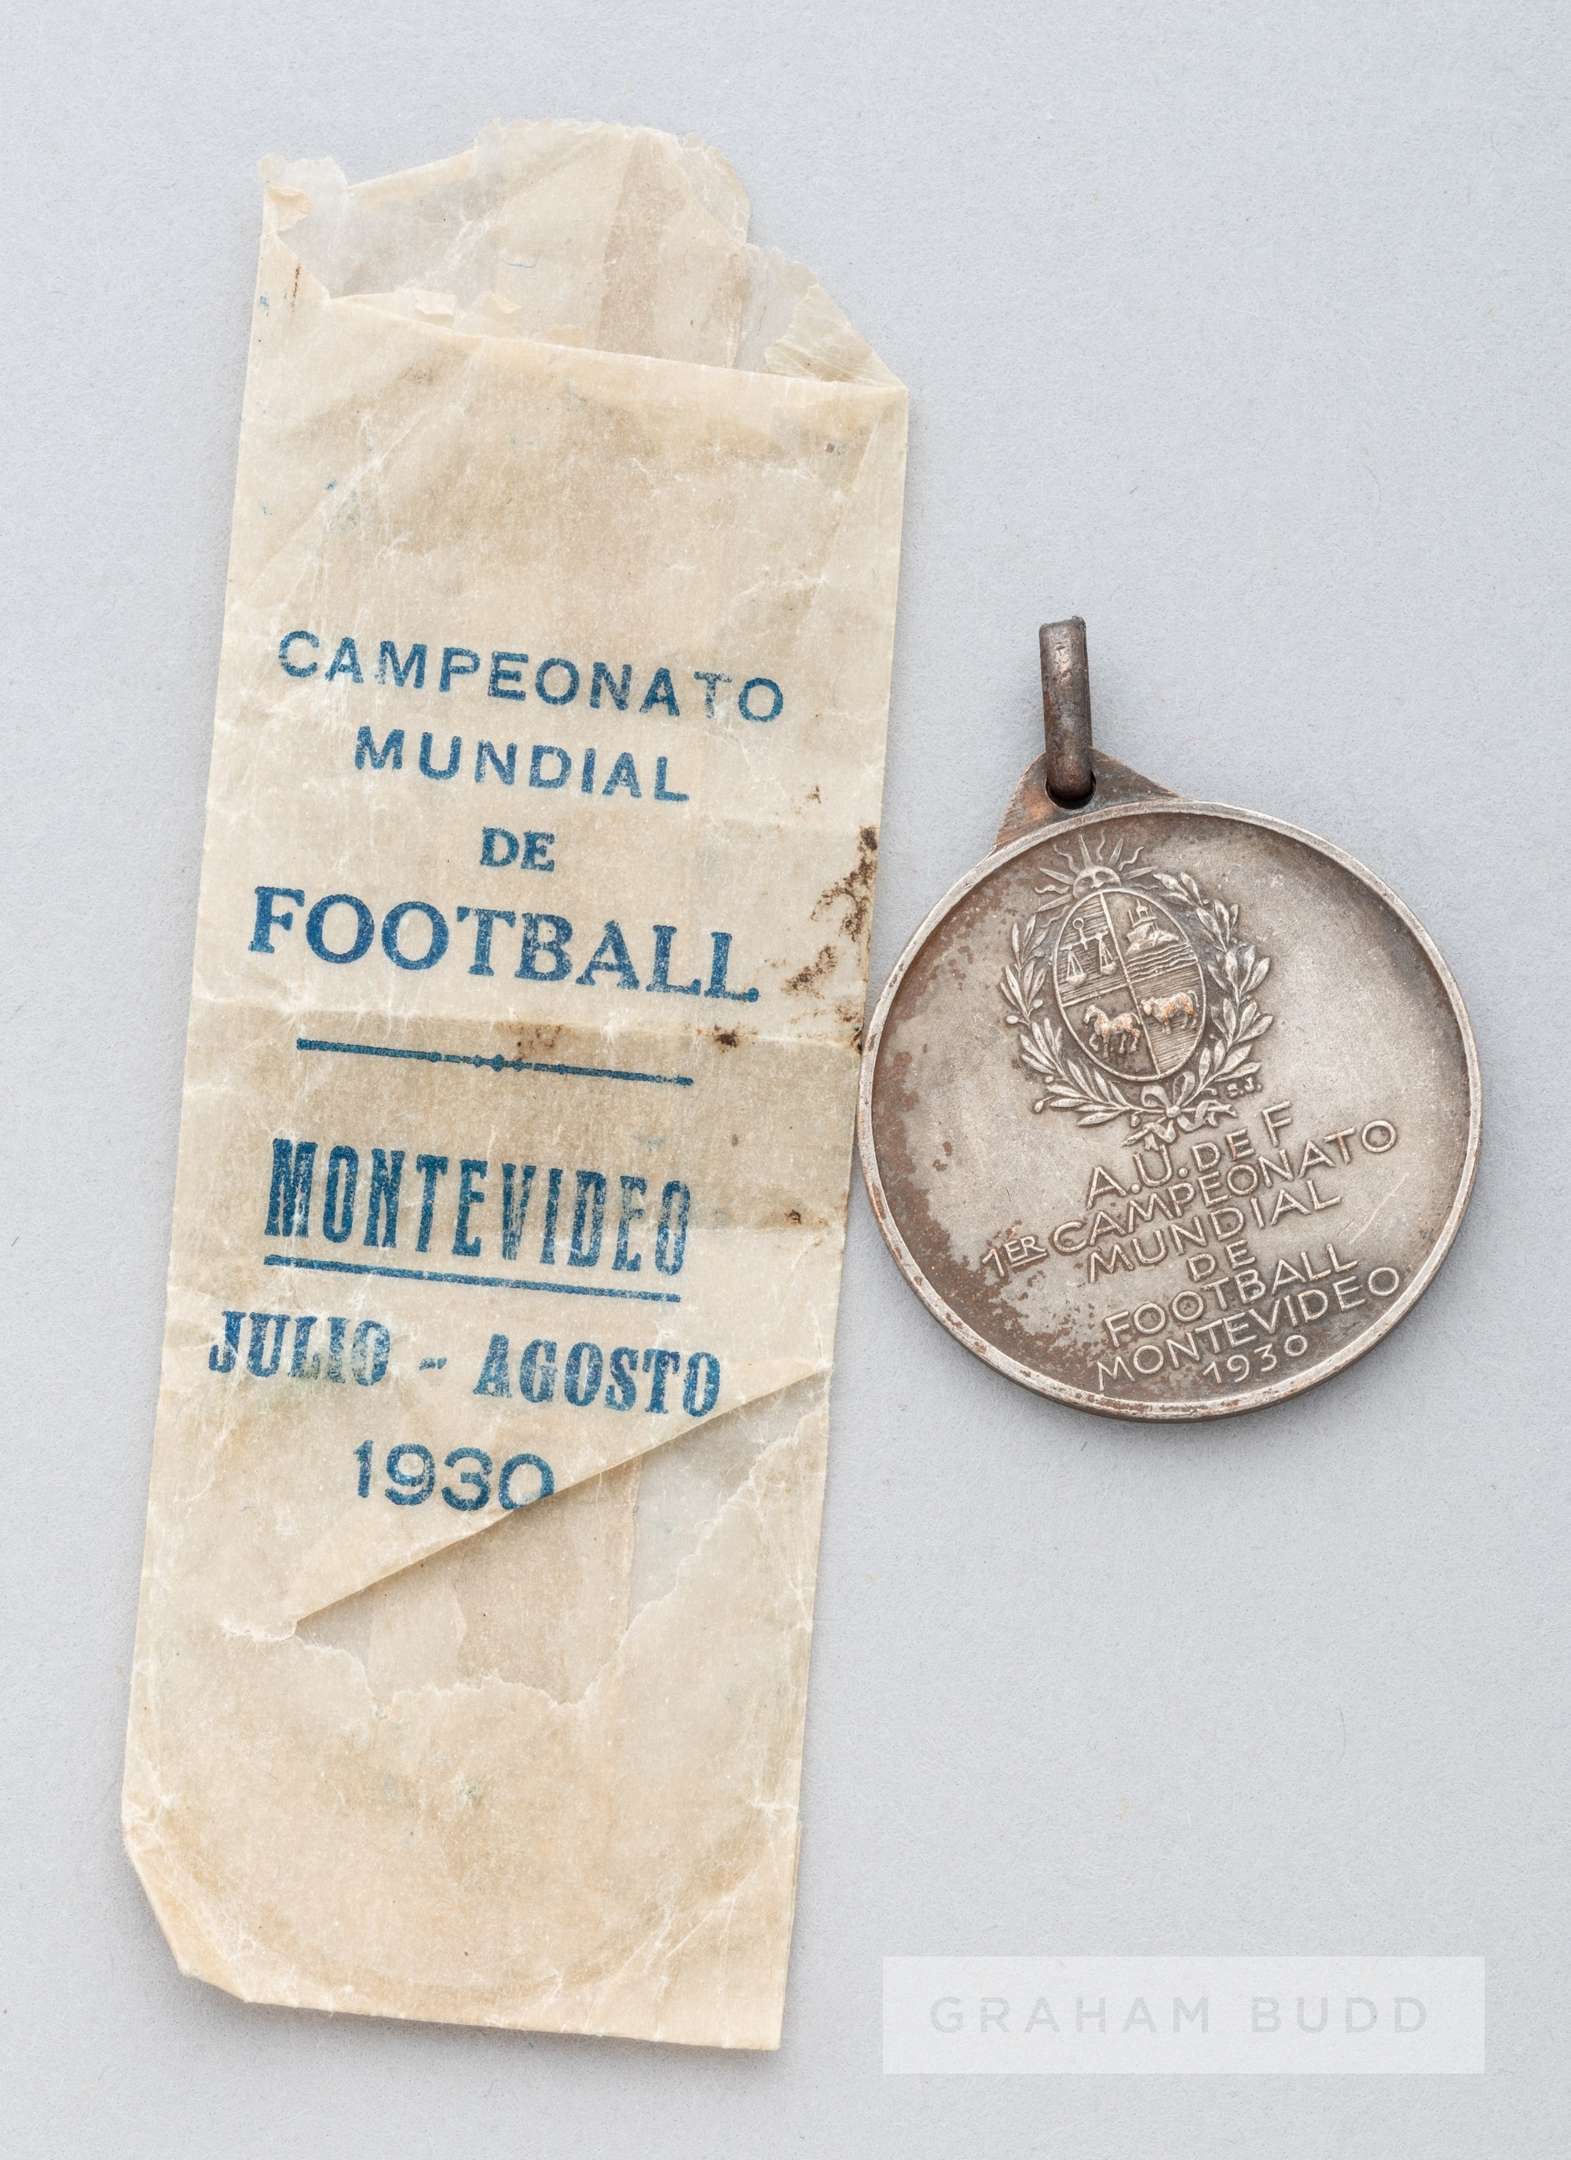 CAMPEONATO
MUNDIAL
DE
FOOTBALL
MONTEVIDEO
JULIO - AGOSTO
1930
S.J.
A.U. DE F
1ER CAMPEONATO
MUNDIAL
DE
FOOTBALL
MONTEVIDEO
1930
GRAHAM BUDD